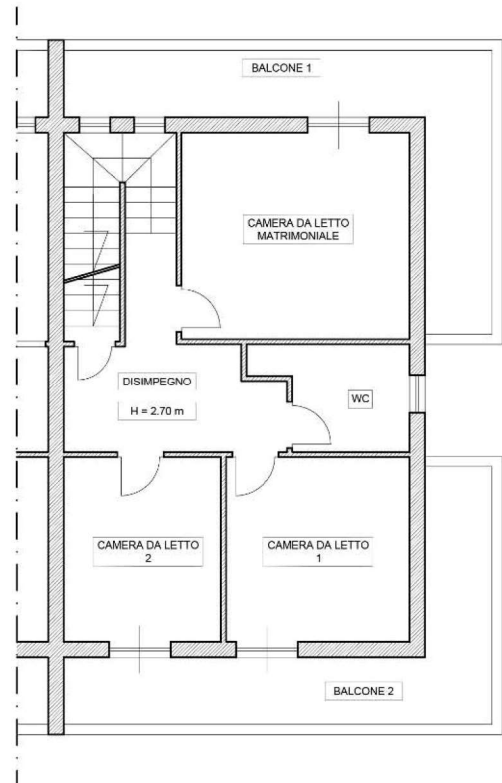 BALCONE 1
CAMERA DA LETTO
MATRIMONIALE
DISIMPEGNO
H = 2.70 m
WC
CAMERA DA LETTO
2
CAMERA DA LETTO
1
BALCONE 2